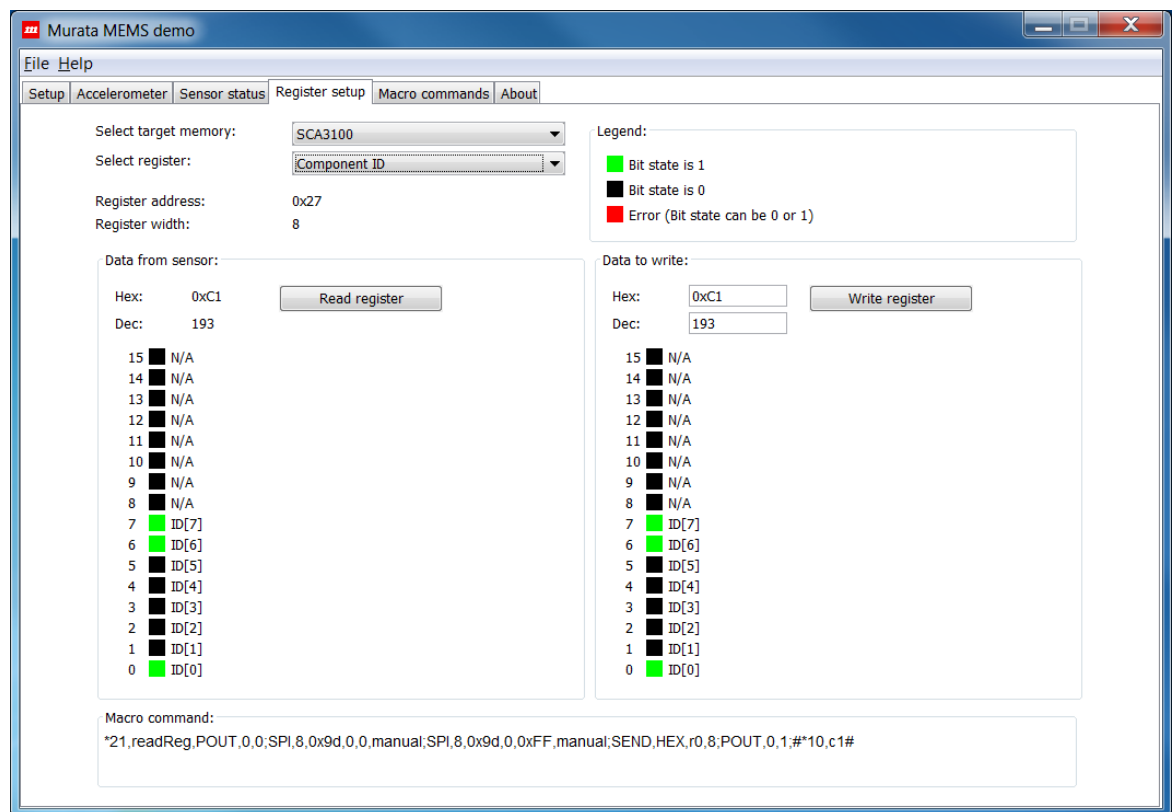 Murata MEMS demo
File Help
Setup Accelerometer Sensor status Register setup Macro commands About
Select target memory: SCA3100
Select register: Component ID
Register address: 0x27
Register width: 8
Legend:
Bit state is 1
Bit state is 0
Error (Bit state can be 0 or 1)
Data from sensor:
Hex: 0xC1 Read register
Dec: 193
15 N/A
14 N/A
13 N/A
12 N/A
11 N/A
10 N/A
9 N/A
8 N/A
7 ID[7]
6 ID[6]
5 ID[5]
4 ID[4]
3 ID[3]
2 ID[2]
1 ID[1]
0 ID[0]
Data to write:
Hex: 0xC1 Write register
Dec: 193
15 N/A
14 N/A
13 N/A
12 N/A
11 N/A
10 N/A
9 N/A
8 N/A
7 ID[7]
6 ID[6]
5 ID[5]
4 ID[4]
3 ID[3]
2 ID[2]
1 ID[1]
0 ID[0]
Macro command:
*21,readReg,POUT,0,0;SPI,8,0x9d,0,0,manual;SPI,8,0x9d,0,0xFF,manual;SEND,HEX,r0,8;POUT,0,1;#*10,c1#